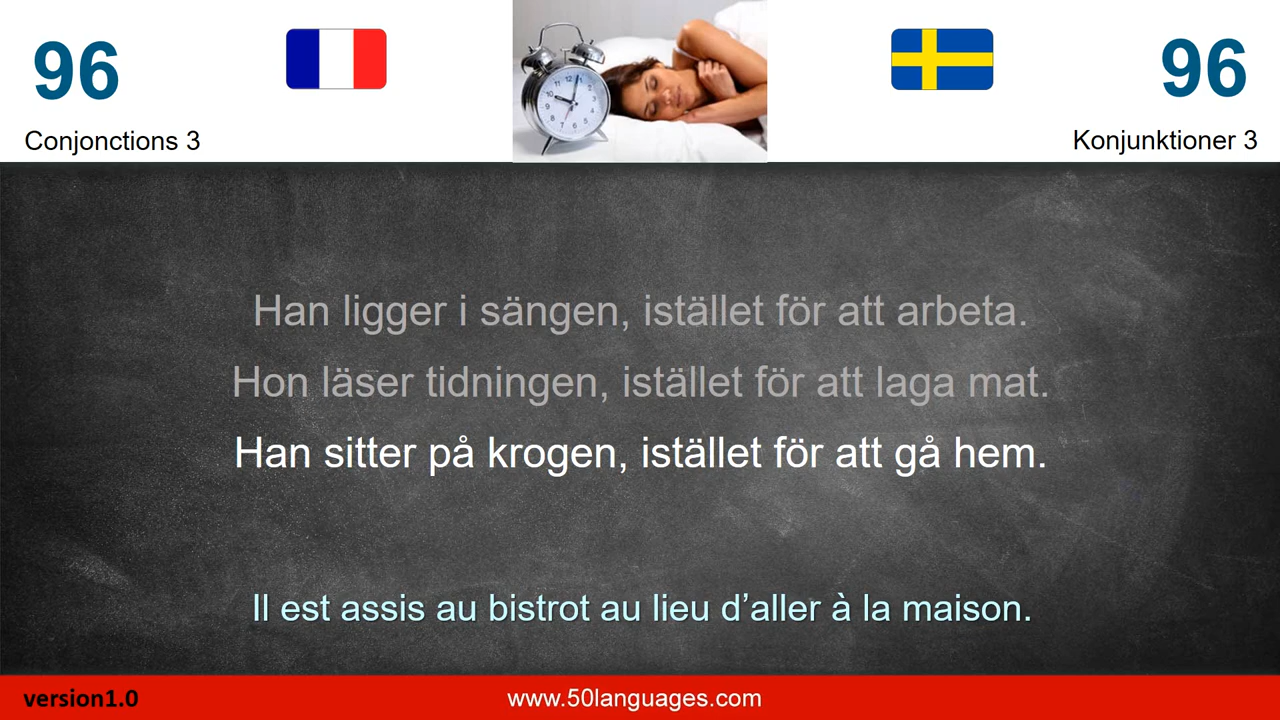 96
96
Conjonctions 3
Konjunktioner 3
Han ligger i sängen, istället för att arbeta.
Hon läser tidningen, istället för att laga mat.
Han sitter på krogen, istället för att gå hem.
Il est assis au bistrot au lieu d’aller à la maison.
version1.0
www.50languages.com